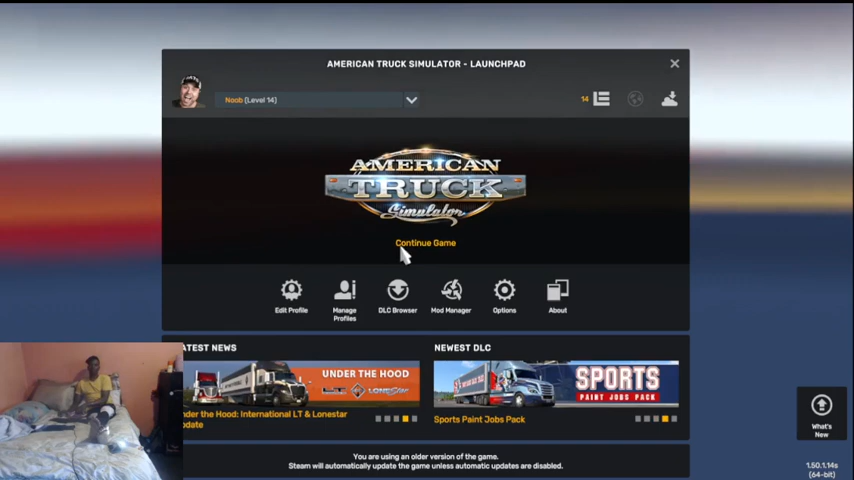 AMERICAN TRUCK SIMULATOR - LAUNCHPAD
Noob (Level 14)
14
AMERICAN
TRUCK
Simulator
Continue Game
Edit Profile
Manage
Profiles
DLC Browser
Mod Manager
Options
About
ATEST NEWS
NEWEST DLC
UNDER THE HOOD
LT
LONESTAR
SPORTS
PAINT JOBS PACK
nder the Hood: International LT & Lonestar
pdate
Sports Paint Jobs Pack
What's
New
You are using an older version of the game.
Steam will automatically update the game unless automatic updates are disabled.
1.50.1.14s
(64-bit)